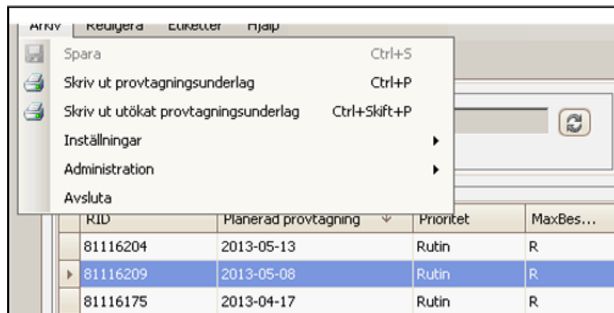 Arkiv Redigera Etiketter Hjälp
Spara Ctrl+S
Skriv ut provtagningsunderlag Ctrl+P
Skriv ut utökat provtagningsunderlag Ctrl+Skift+P
Inställningar
Administration
Avsluta
RID Planerad provtagning Prioritet MaxBes...
81116204 2013-05-13 Rutin R
81116209 2013-05-08 Rutin R
81116175 2013-04-17 Rutin R